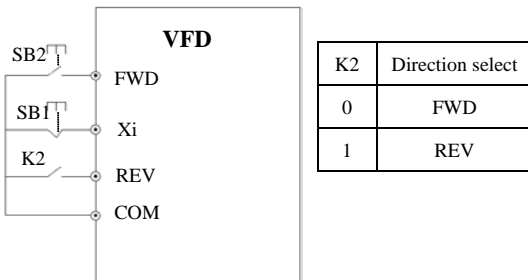 VFD
SB2
FWD
SB1
Xi
K2
REV
COM
K2 Direction select
0 FWD
1 REV